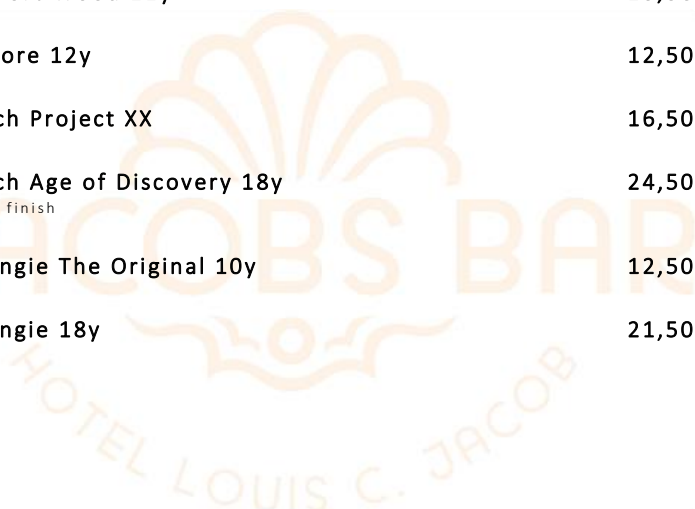 ore 12y 12,50
ch Project XX 16,50
ch Age of Discovery 18y 24,50
finish
ngie The Original 10y 12,50
ngie 18y 21,50
ACOBS BAR
HOTEL LOUIS C. JACOB